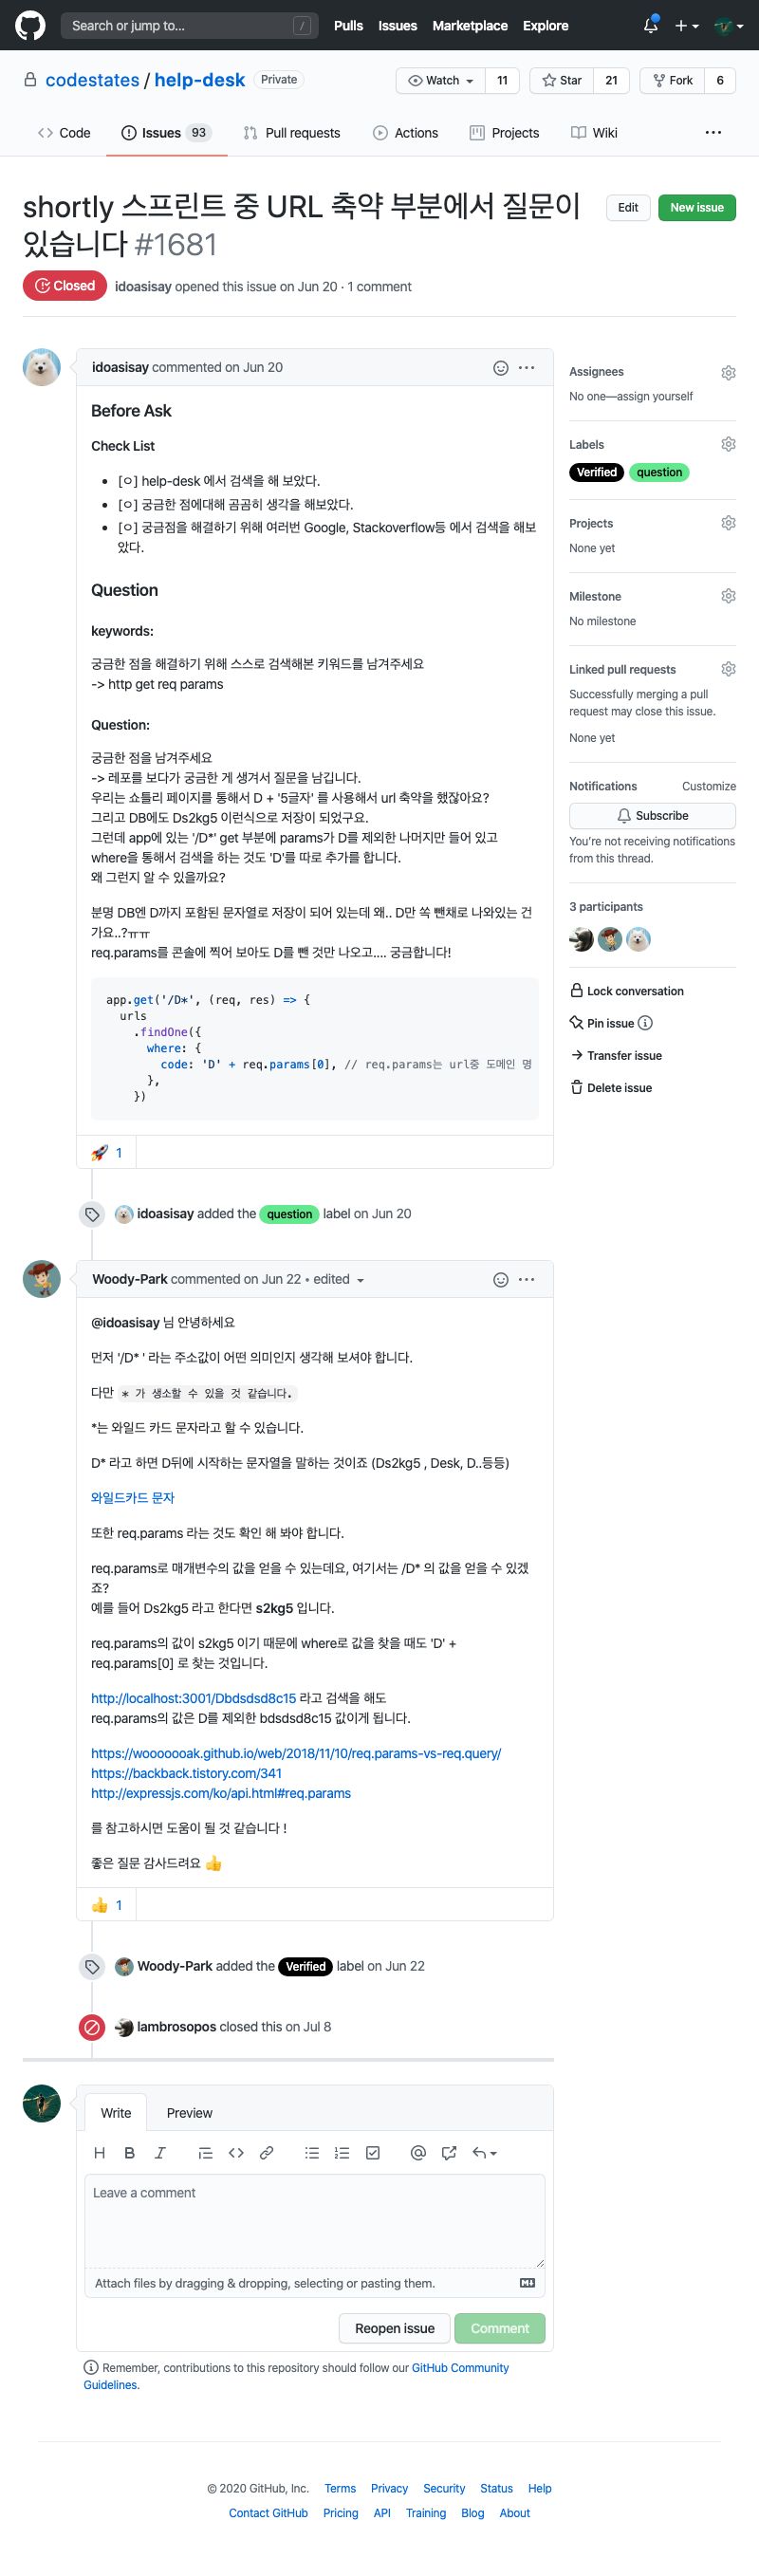 Search or jump to...
/
Pulls Issues Marketplace Explore
codestates / help-desk Private
Watch 11 Star 21 Fork 6
Code Issues 93 Pull requests Actions Projects Wiki
shortly 스프린트 중 URL 축약 부분에서 질문이
있습니다 #1681
Edit New issue
Closed idoasisay opened this issue on Jun 20 · 1 comment
idoasisay commented on Jun 20
Before Ask
Check List
• [ㅇ] help-desk 에서 검색을 해 보았다.
• [ㅇ] 궁금한 점에대해 곰곰히 생각을 해보았다.
• [ㅇ] 궁금점을 해결하기 위해 여러번 Google, Stackoverflow등 에서 검색을 해보
았다.
Question
keywords:
궁금한 점을 해결하기 위해 스스로 검색해본 키워드를 남겨주세요
-> http get req params
Question:
궁금한 점을 남겨주세요
-> 레포를 보다가 궁금한 게 생겨서 질문을 남깁니다.
우리는 쇼틀리 페이지를 통해서 D + '5글자' 를 사용해서 url 축약을 했잖아요?
그리고 DB에도 Ds2kg5 이런식으로 저장이 되었구요.
그런데 app에 있는 '/D*' get 부분에 params가 D를 제외한 나머지만 들어 있고
where을 통해서 검색을 하는 것도 'D'를 따로 추가를 합니다.
왜 그런지 알 수 있을까요?
분명 DB엔 D까지 포함된 문자열로 저장이 되어 있는데 왜.. D만 쏙 뺀채로 나와있는 건
가요..?ㅠㅠ
req.params를 콘솔에 찍어 보아도 D를 뺀 것만 나오고.... 궁금합니다!
app.get('/D*', (req, res) => {
urls
.findOne({
where: {
code: 'D' + req.params[0], // req.params는 url중 도메인 명
},
})
🚀 1
idoasisay added the question label on Jun 20
Woody-Park commented on Jun 22 • edited
@idoasisay 님 안녕하세요
먼저 '/D* ' 라는 주소값이 어떤 의미인지 생각해 보셔야 합니다.
다만 * 가 생소할 수 있을 것 같습니다.
*는 와일드 카드 문자라고 할 수 있습니다.
D* 라고 하면 D뒤에 시작하는 문자열을 말하는 것이죠 (Ds2kg5 , Desk, D..등등)
와일드카드 문자
또한 req.params 라는 것도 확인 해 봐야 합니다.
req.params로 매개변수의 값을 얻을 수 있는데요, 여기서는 /D* 의 값을 얻을 수 있겠
죠?
예를 들어 Ds2kg5 라고 한다면 s2kg5 입니다.
req.params의 값이 s2kg5 이기 때문에 where로 값을 찾을 때도 'D' +
req.params[0] 로 찾는 것입니다.
http://localhost:3001/Dbdsdsd8c15 라고 검색을 해도
req.params의 값은 D를 제외한 bdsdsd8c15 값이게 됩니다.
https://wooooooak.github.io/web/2018/11/10/req.params-vs-req.query/
https://backback.tistory.com/341
http://expressjs.com/ko/api.html#req.params
를 참고하시면 도움이 될 것 같습니다 !
좋은 질문 감사드려요 👍
👍 1
Woody-Park added the Verified label on Jun 22
lambrosopos closed this on Jul 8
Write Preview
H B I
Leave a comment
Attach files by dragging & dropping, selecting or pasting them.
Reopen issue Comment
Remember, contributions to this repository should follow our GitHub Community
Guidelines.
Assignees
No one—assign yourself
Labels
Verified question
Projects
None yet
Milestone
No milestone
Linked pull requests
Successfully merging a pull
request may close this issue.
None yet
Notifications Customize
Subscribe
You're not receiving notifications
from this thread.
3 participants
Lock conversation
Pin issue
Transfer issue
Delete issue
© 2020 GitHub, Inc. Terms Privacy Security Status Help
Contact GitHub Pricing API Training Blog About